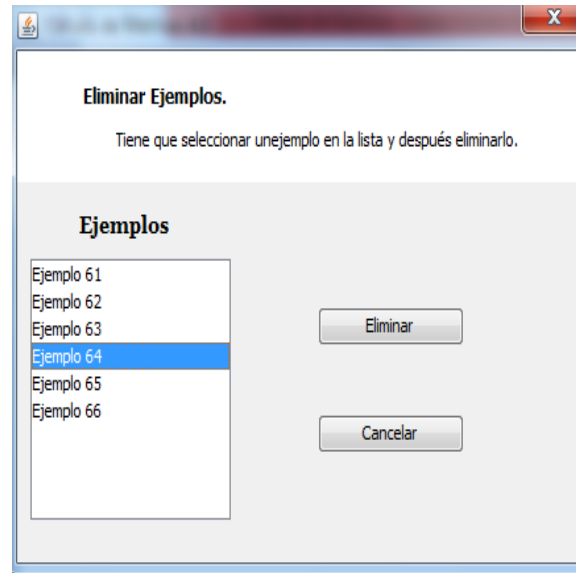 X
Eliminar Ejemplos.
Tiene que seleccionar unejemplo en la lista y después eliminarlo.
Ejemplos
Ejemplo 61
Ejemplo 62
Ejemplo 63
Ejemplo 64
Ejemplo 65
Ejemplo 66
Eliminar
Cancelar